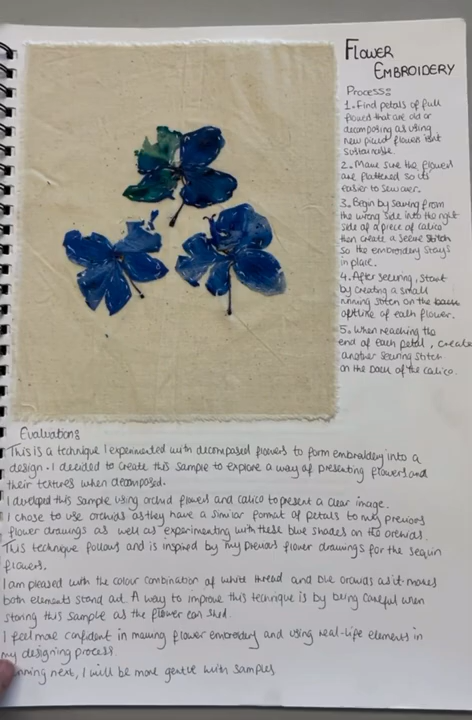 FLOWER
EMBROIDERY
Process:
1. Find petals of full
flowers that are old or
decomposing as using
new picked flowers isn't
sustainable.
2. Make sure the flowers
are flattened so its
easier to sew over.
3. Begin by sewing from
the wrong side into the right
side of a piece of calico
then create a secure stitch
so the embroidery stays
in place.
4. After securing, start
by creating a small
running stitch on the
outline of each flower.
5. When reaching the
end of each petal, create
another securing stitch
on the back of the calico.
Evaluation:
This is a technique I experimented with decomposed flowers to form embroidery into a
design. I decided to create this sample to explore a way of presenting flowers and
their textures when decomposed.
I developed this sample using orchid flowers and calico to present a clear image.
I chose to use orchids as they have a similar format of petals to my previous
flower drawings as well as experimenting with these blue shades on the orchids.
This technique follows and is inspired by my previous flower drawings for the sequin
flowers.
I am pleased with the colour combination of white thread and blue orchids as it makes
both elements stand out. A way to improve this technique is by being careful when
storing this sample as the flower can shed.
I feel more confident in making flower embroidery and using real-life elements in
my designing process.
next, I will be more gentle with samples